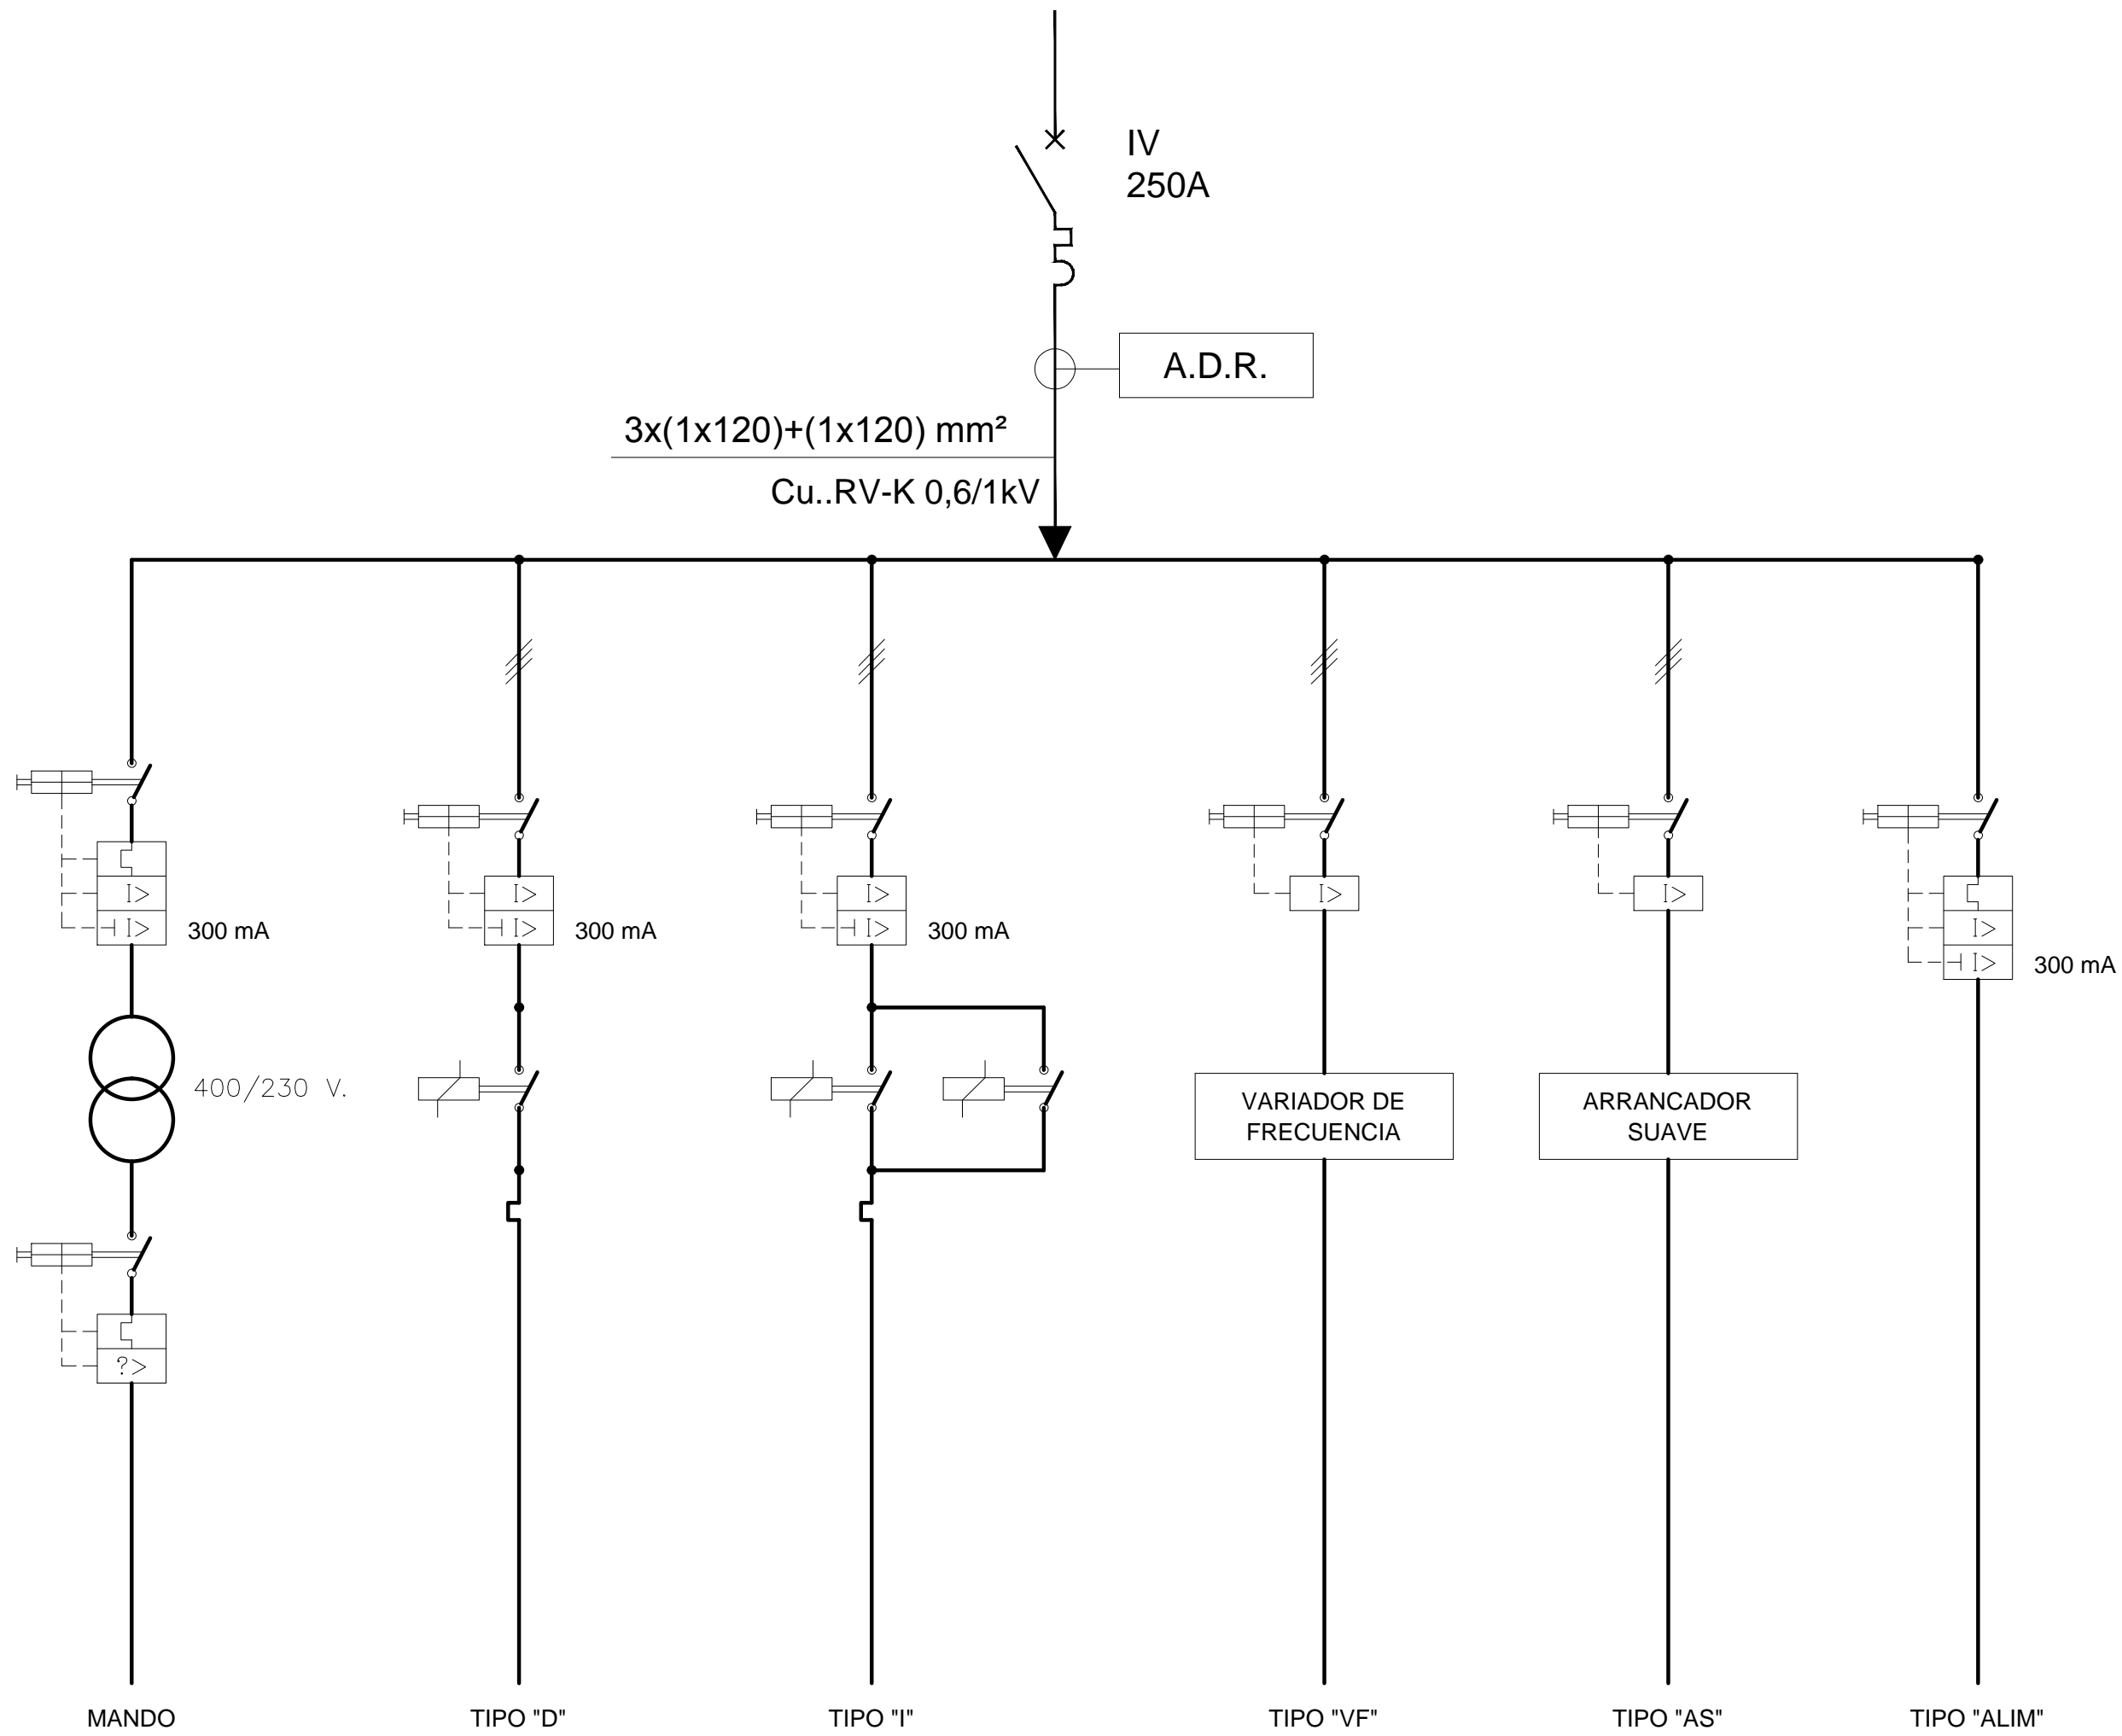 IV
250A
A.D.R.
3x(1x120)+(1x120) mm²
Cu..RV-K 0,6/1kV
I>
I>
300 mA
I>
I>
300 mA
I>
I>
300 mA
I>
I>
I>
I>
300 mA
400/230 V.
VARIADOR DE
FRECUENCIA
ARRANCADOR
SUAVE
?>
MANDO
TIPO "D"
TIPO "I"
TIPO "VF"
TIPO "AS"
TIPO "ALIM"